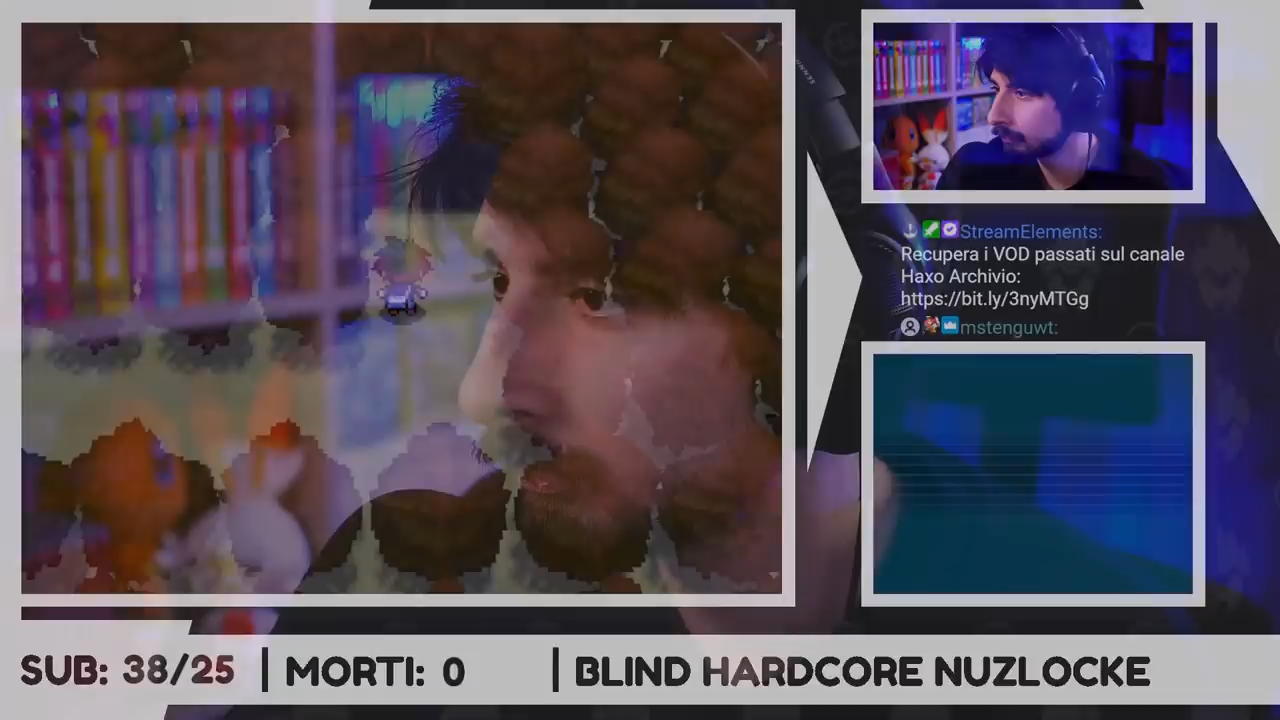 StreamElements:
Recupera i VOD passati sul canale
Haxo Archivio:
https://bit.ly/3nyMTGg
mstenguwt:
SUB: 38/25 | MORTI: 0 | BLIND HARDCORE NUZLOCKE